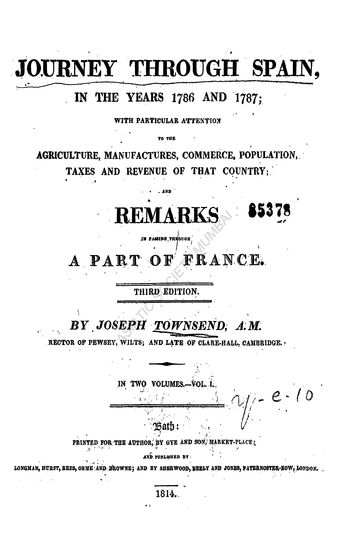 JOURNEY THROUGH SPAIN,
IN THE YEARS 1786 AND 1787;
WITH PARTICULAR ATTENTION
TO THE
AGRICULTURE, MANUFACTURES, COMMERCE, POPULATION,
TAXES AND REVENUE OF THAT COUNTRY;
AND
REMARKS
85378
IN PASSING THROUGH
A PART OF FRANCE.
THIRD EDITION.
BY JOSEPH TOWNSEND, A.M.
RECTOR OF PEWSEY, WILTS; AND LATE OF CLARE-HALL, CAMBRIDGE.
IN TWO VOLUMES.—VOL. I.
y-e-10
Bath:
PRINTED FOR THE AUTHOR, BY GYE AND SON, MARKET-PLACE;
AND PUBLISHED BY
LONGMAN, HURST, REES, ORME AND BROWNE; AND BY SHERWOOD, NEELY AND JONES, PATERNOSTER-ROW, LONDON.
1814.
ASIATIC SOCIETY MUMBAI